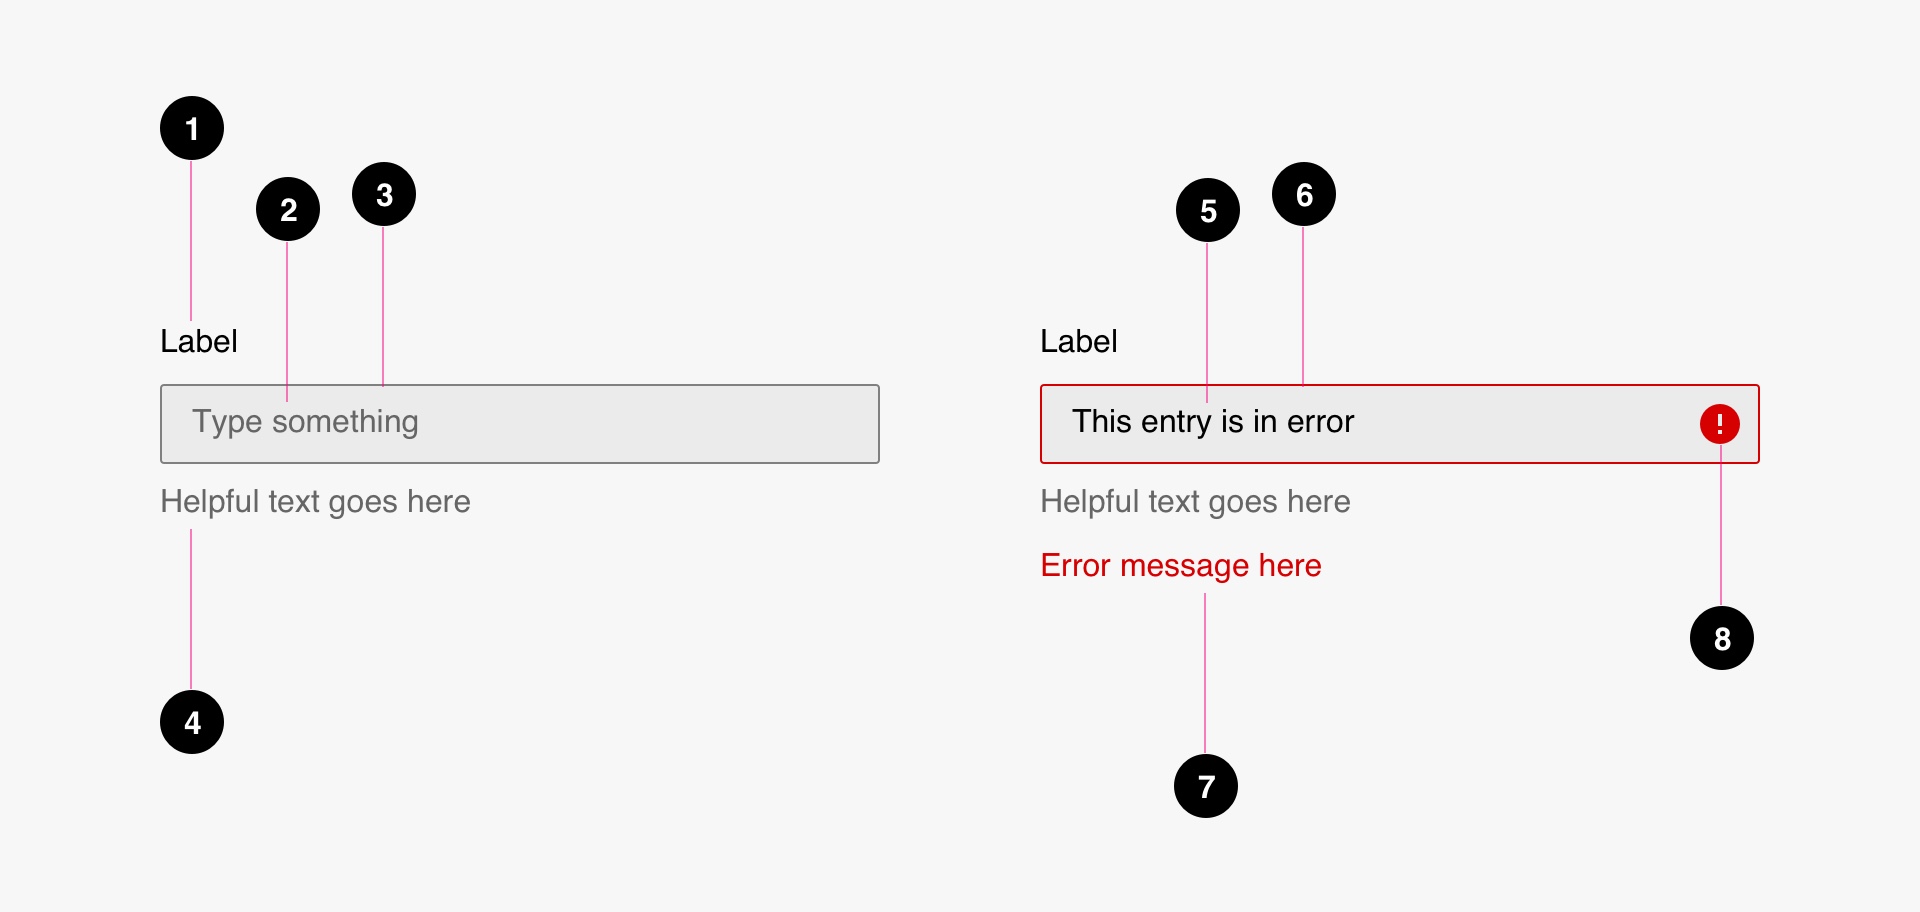 1
2
3
Label
Type something
Helpful text goes here
4
5
6
Label
This entry is in error
!
Helpful text goes here
Error message here
7
8